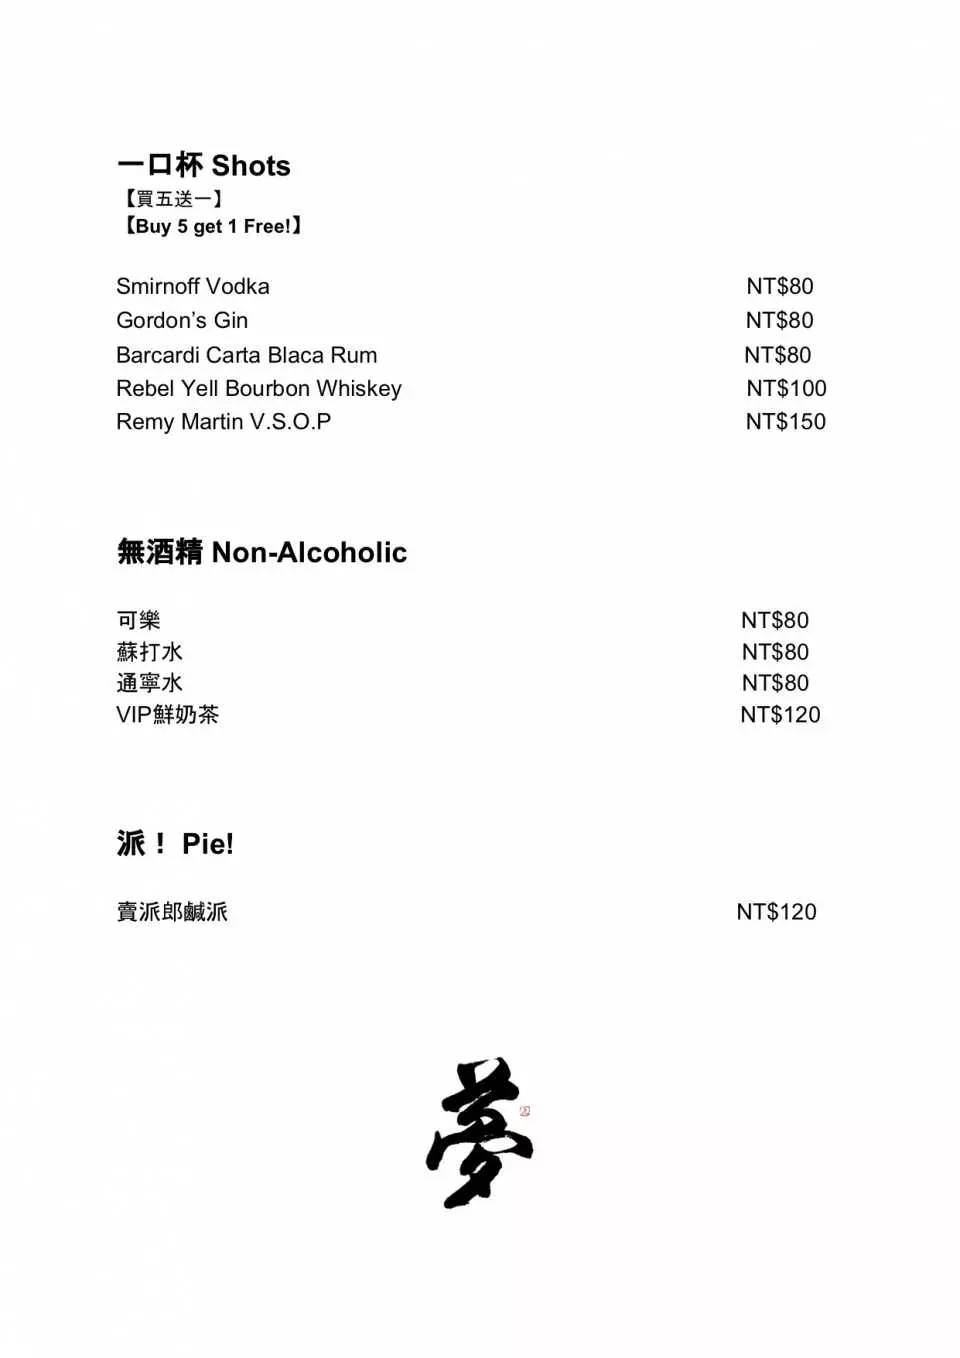 一口杯 Shots
【買五送一】
【Buy 5 get 1 Free!】
Smirnoff Vodka NT$80
Gordon’s Gin NT$80
Barcardi Carta Blaca Rum NT$80
Rebel Yell Bourbon Whiskey NT$100
Remy Martin V.S.O.P NT$150
無酒精 Non-Alcoholic
可樂 NT$80
蘇打水 NT$80
通寧水 NT$80
VIP鮮奶茶 NT$120
派！ Pie!
賣派郎鹹派 NT$120
夢